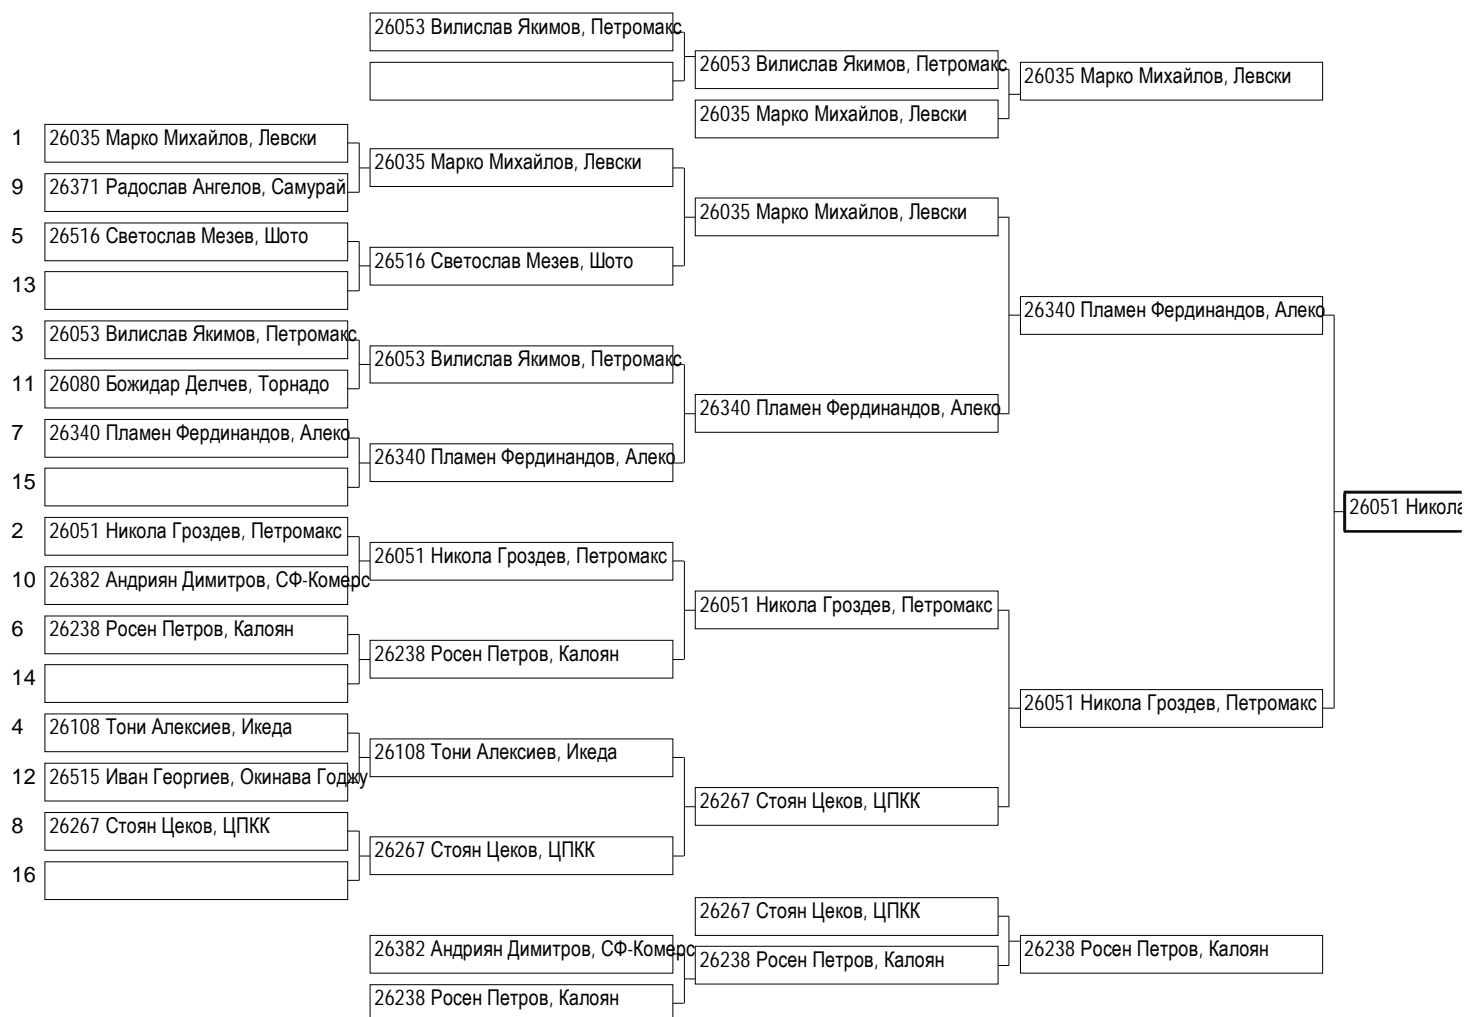 26053 Вилислав Якимов, Петромакс
26053 Вилислав Якимов, Петромакс
26035 Марко Михайлов, Левски
26035 Марко Михайлов, Левски
1 26035 Марко Михайлов, Левски
26035 Марко Михайлов, Левски
9 26371 Радослав Ангелов, Самурай
26035 Марко Михайлов, Левски
5 26516 Светослав Мезев, Шото
26516 Светослав Мезев, Шото
13
26340 Пламен Фердинандов, Алеко
3 26053 Вилислав Якимов, Петромакс
26053 Вилислав Якимов, Петромакс
11 26080 Божидар Делчев, Торнадо
26340 Пламен Фердинандов, Алеко
7 26340 Пламен Фердинандов, Алеко
26340 Пламен Фердинандов, Алеко
15
26051 Никола
2 26051 Никола Гроздев, Петромакс
26051 Никола Гроздев, Петромакс
10 26382 Андриян Димитров, СФ-Комерс
26051 Никола Гроздев, Петромакс
6 26238 Росен Петров, Калоян
26238 Росен Петров, Калоян
14
26051 Никола Гроздев, Петромакс
4 26108 Тони Алексиев, Икеда
26108 Тони Алексиев, Икеда
12 26515 Иван Георгиев, Окинава Годжу
26267 Стоян Цеков, ЦПКК
8 26267 Стоян Цеков, ЦПКК
26267 Стоян Цеков, ЦПКК
16
26267 Стоян Цеков, ЦПКК
26382 Андриян Димитров, СФ-Комерс
26238 Росен Петров, Калоян
26238 Росен Петров, Калоян
26238 Росен Петров, Калоян